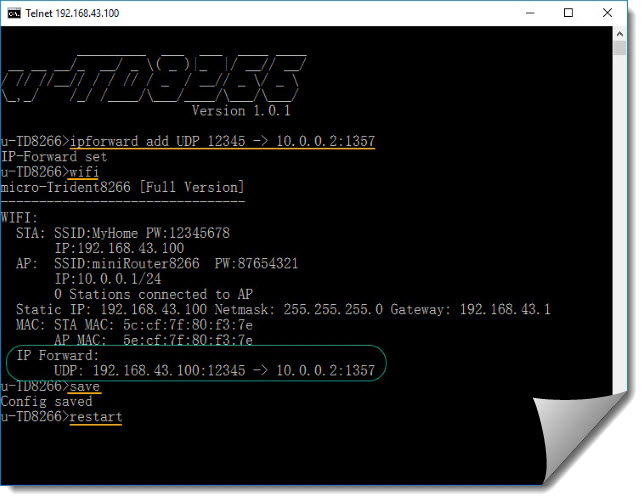 Telnet 192.168.43.100
u-TD8266
Version 1.0.1
u-TD8266>ipforward add UDP 12345 -> 10.0.0.2:1357
IP-Forward set
u-TD8266>wifi
micro-Trident8266 [Full Version]
--------------------------------
WIFI:
STA: SSID:MyHome PW:12345678
IP:192.168.43.100
AP: SSID:miniRouter8266 PW:87654321
IP:10.0.0.1/24
0 Stations connected to AP
Static IP: 192.168.43.100 Netmask: 255.255.255.0 Gateway: 192.168.43.1
MAC: STA MAC: 5c:cf:7f:80:f3:7e
AP MAC: 5e:cf:7f:80:f3:7e
IP Forward:
UDP: 192.168.43.100:12345 -> 10.0.0.2:1357
u-TD8266>save
Config saved
u-TD8266>restart